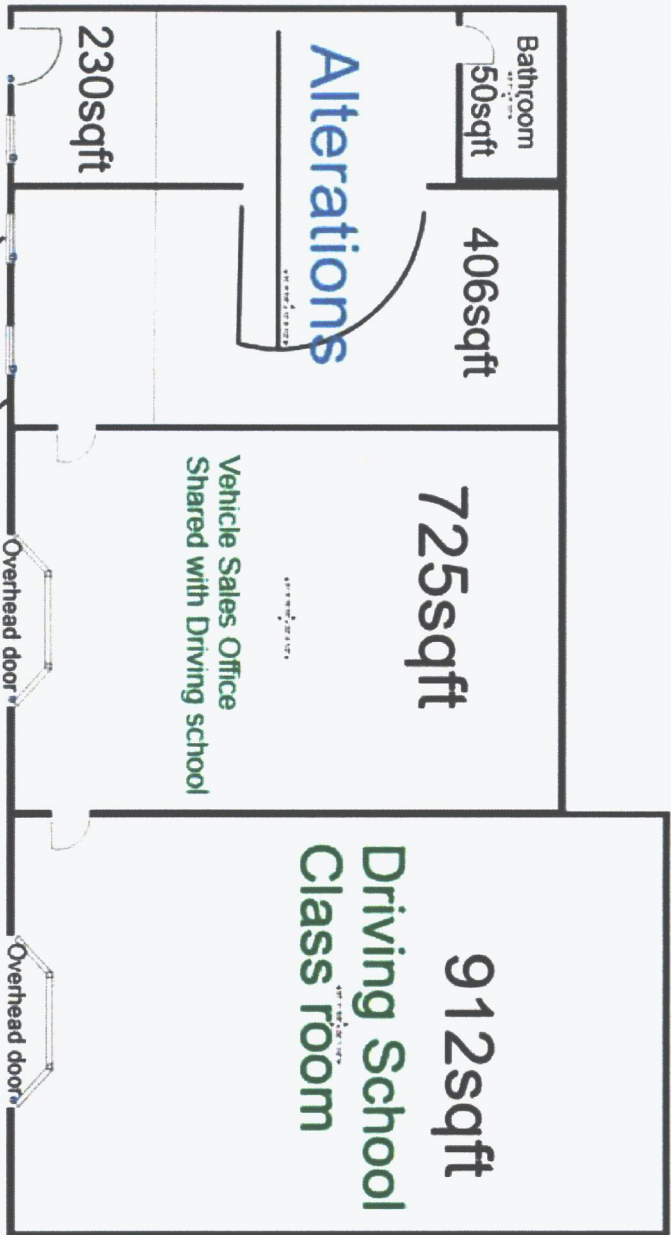 Bathroom
50sqft
406sqft
725sqft
912sqft
Alterations
Driving School
Class room
Vehicle Sales Office
Shared with Driving school
230sqft
Overhead door
Overhead door